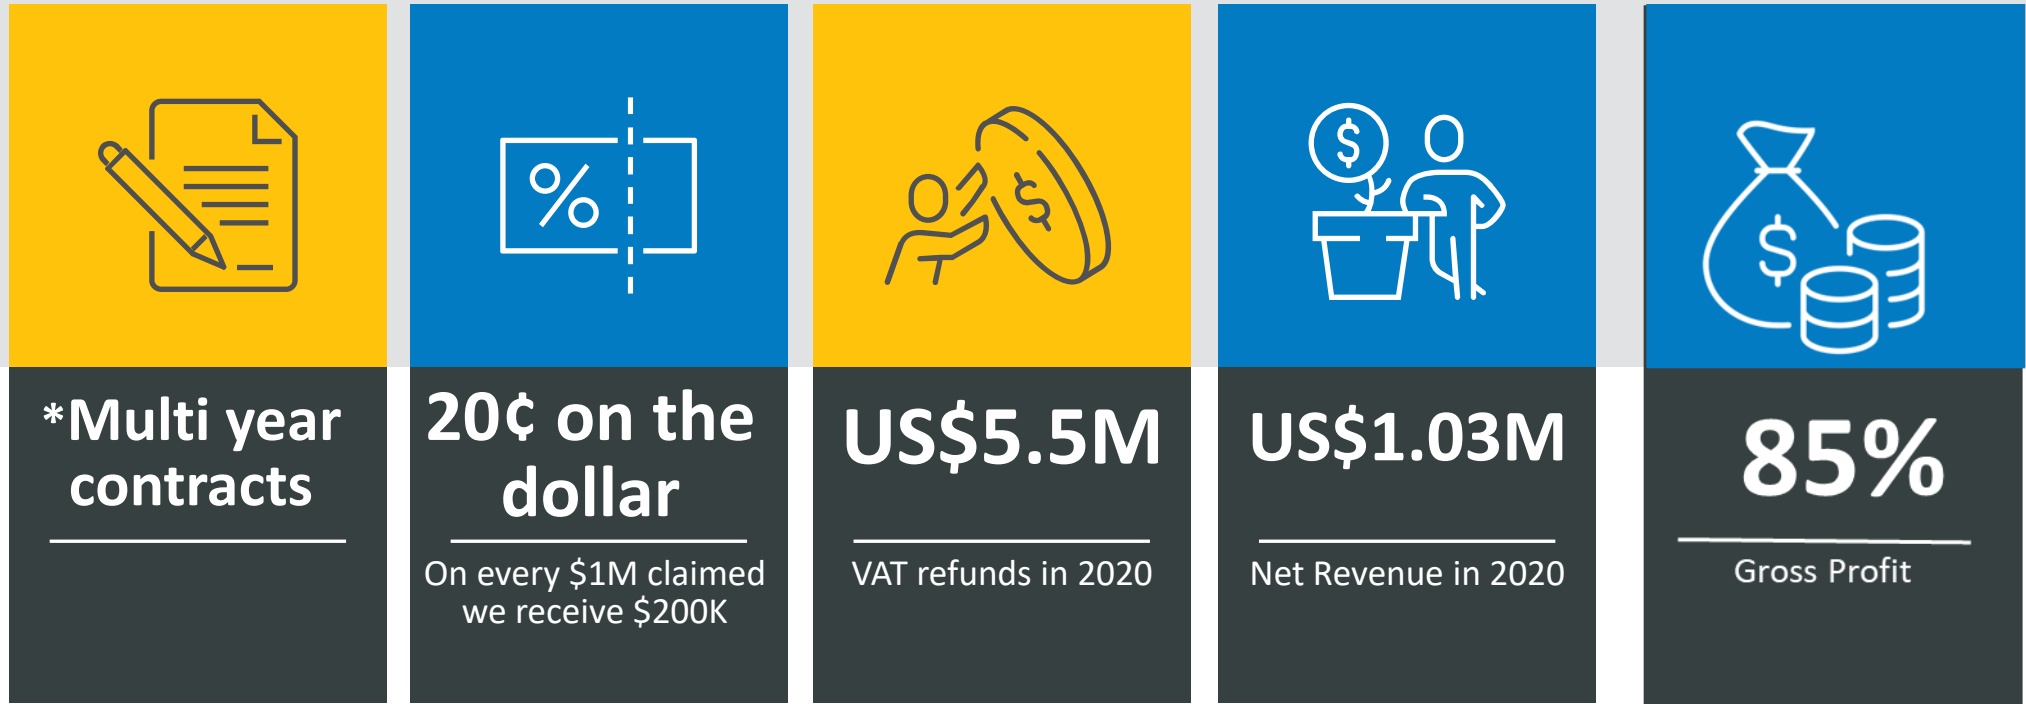 *Multi year
contracts
20¢ on the
dollar
On every $1M claimed
we receive $200K
US$5.5M
VAT refunds in 2020
US$1.03M
Net Revenue in 2020
85%
Gross Profit